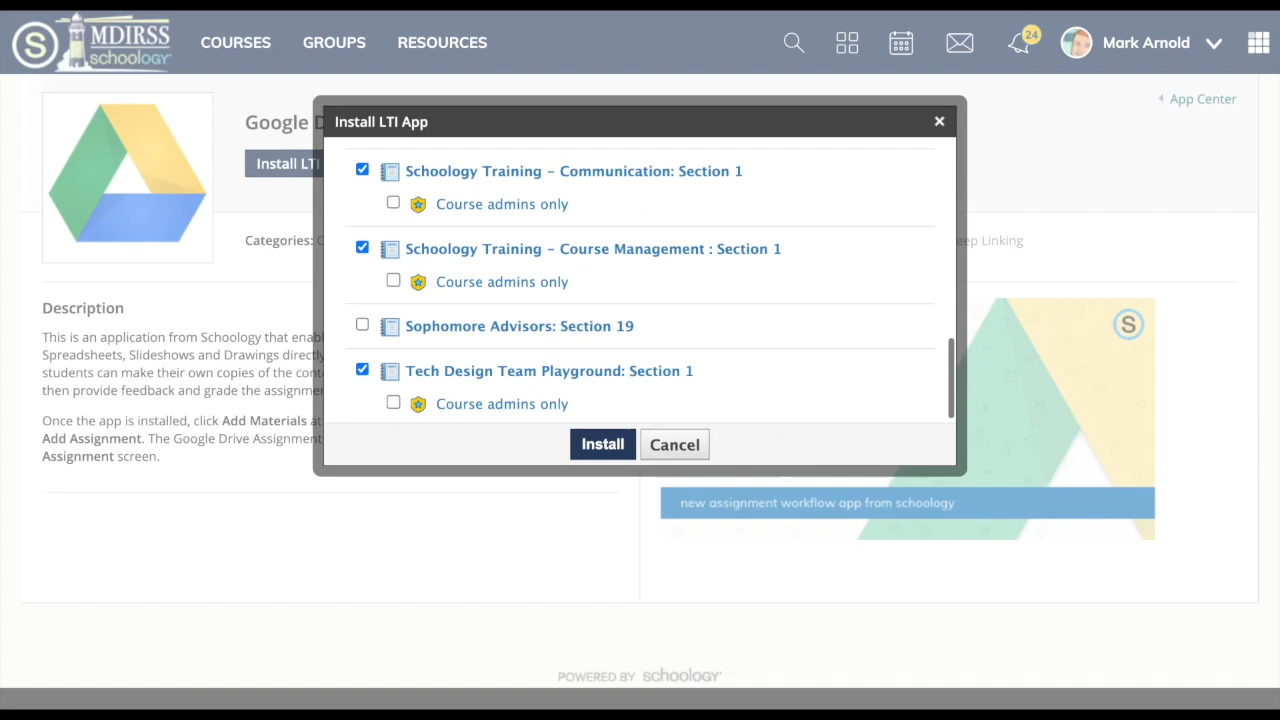 MDIRSS
schoology
COURSES
GROUPS
RESOURCES
24
Mark Arnold
App Center
Google D
Install LTI
Categories: C
eep Linking
Install LTI App
Schoology Training – Communication: Section 1
Course admins only
Schoology Training – Course Management : Section 1
Course admins only
Sophomore Advisors: Section 19
Tech Design Team Playground: Section 1
Course admins only
Install
Cancel
Description
This is an application from Schoology that enabl
Spreadsheets, Slideshows and Drawings directly
students can make their own copies of the conte
then provide feedback and grade the assignmen
Once the app is installed, click Add Materials at
Add Assignment. The Google Drive Assignment
Assignment screen.
S
new assignment workflow app from schoology
POWERED BY schoology